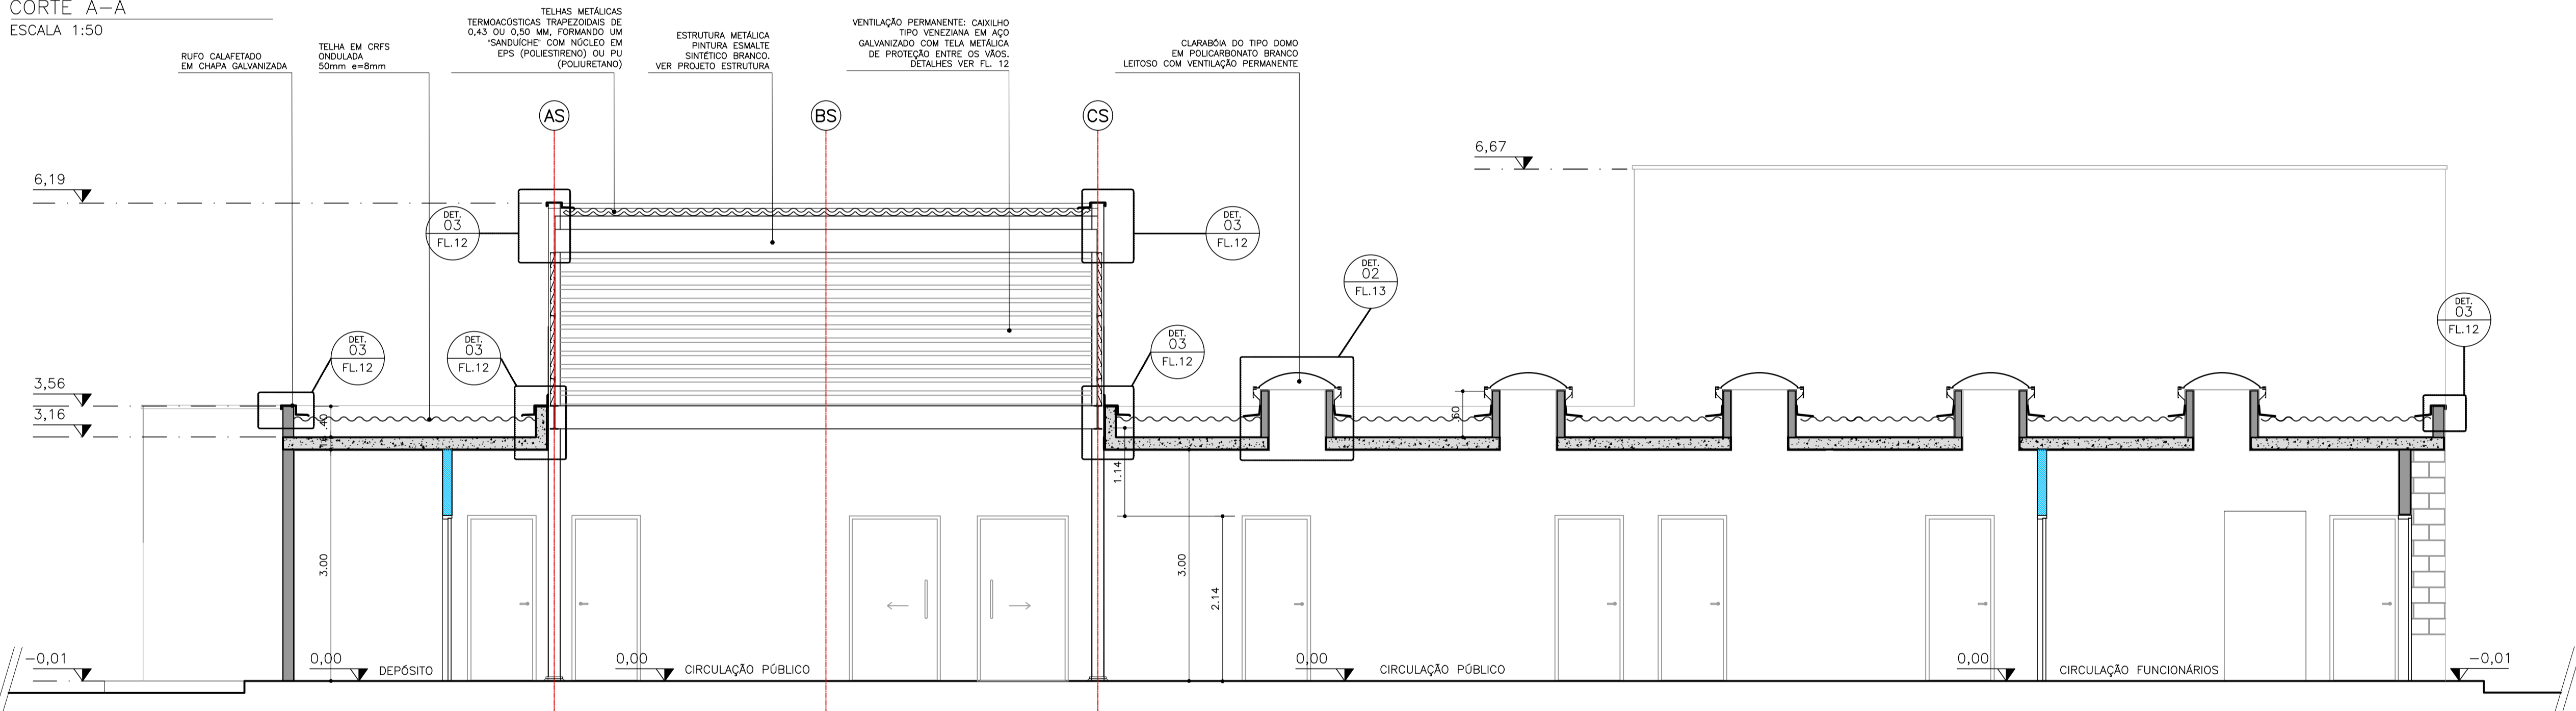 CORTE A-A
ESCALA 1:50
RUFO CALAFETADO
EM CHAPA GALVANIZADA
TELHA EM CRFS
ONDULADA
50mm e=8mm
TELHAS METÁLICAS
TERMOACÚSTICAS TRAPEZOIDAIS DE
0,43 OU 0,50 MM, FORMANDO UM
"SANDUÍCHE" COM NÚCLEO EM
EPS (POLIESTIRENO) OU PU
(POLIURETANO)
ESTRUTURA METÁLICA
PINTURA ESMALTE
SINTÉTICO BRANCO.
VER PROJETO ESTRUTURA
VENTILAÇÃO PERMANENTE: CAIXILHO
TIPO VENEZIANA EM AÇO
GALVANIZADO COM TELA METÁLICA
DE PROTEÇÃO ENTRE OS VÃOS.
DETALHES VER FL. 12
CLARABÓIA DO TIPO DOMO
EM POLICARBONATO BRANCO
LEITOSO COM VENTILAÇÃO PERMANENTE
AS
BS
CS
6,67
6,19
DET.
03
FL.12
DET.
03
FL.12
DET.
02
FL.13
DET.
03
FL.12
DET.
03
FL.12
DET.
03
FL.12
DET.
03
FL.12
3,56
3,16
.40
.60
1.14
3.00
3.00
2.14
-0,01
0,00
DEPÓSITO
0,00
CIRCULAÇÃO PÚBLICO
0,00
CIRCULAÇÃO PÚBLICO
0,00
CIRCULAÇÃO FUNCIONÁRIOS
-0,01